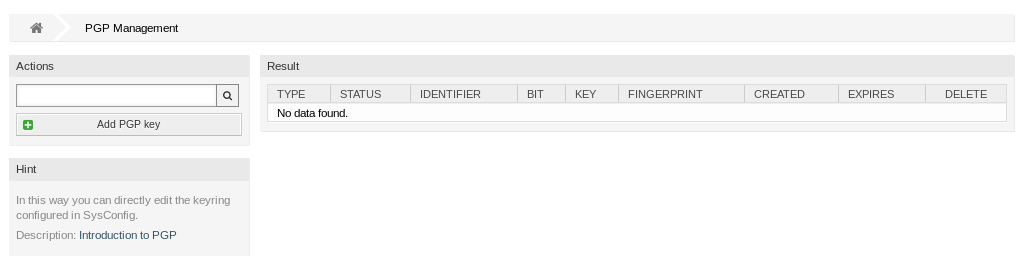 PGP Management
Actions
Add PGP key
Hint
In this way you can directly edit the keyring
configured in SysConfig.
Description: Introduction to PGP
Result
TYPE STATUS IDENTIFIER BIT KEY FINGERPRINT CREATED EXPIRES DELETE
No data found.